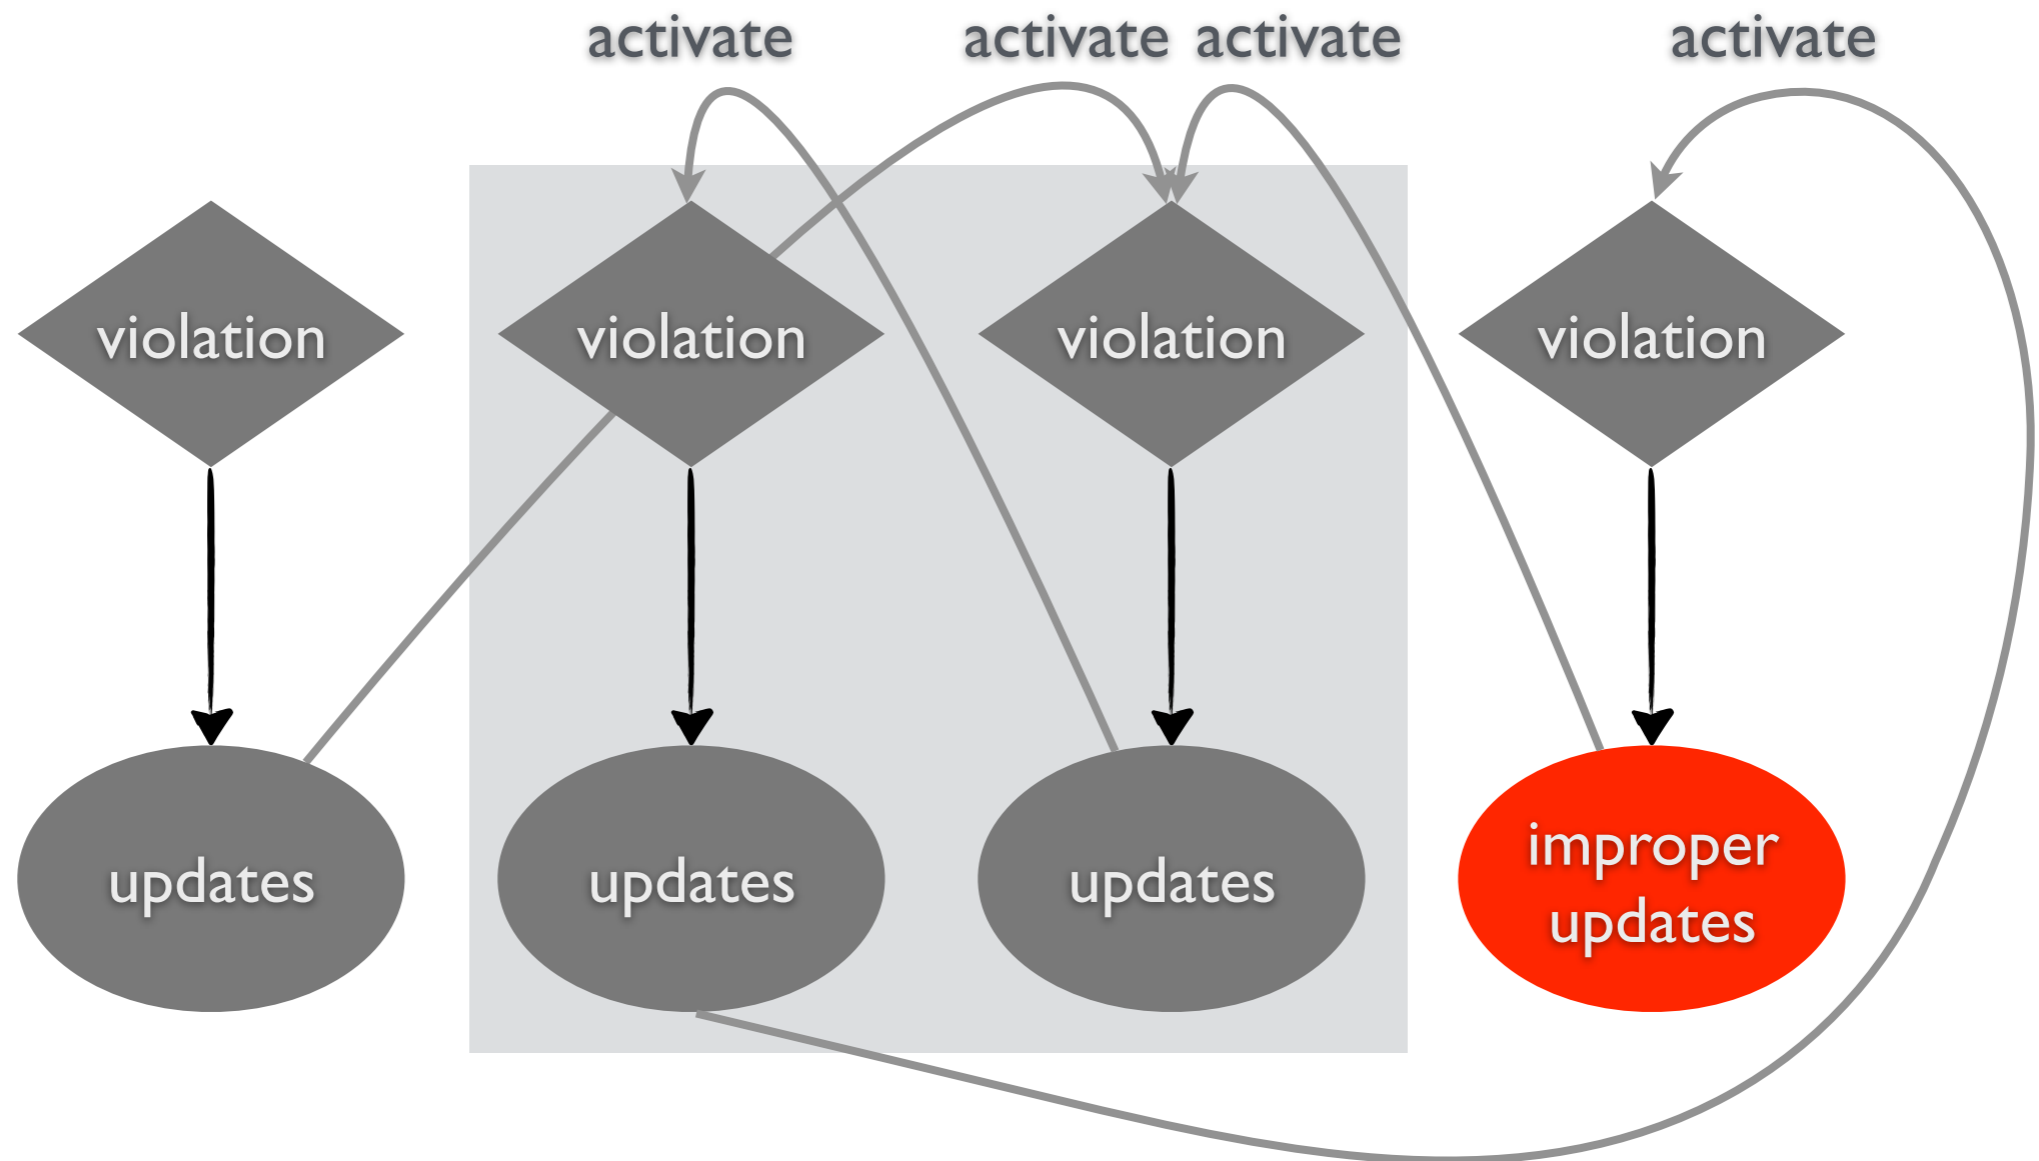 activate activate activate activate
violation violation violation violation
updates updates updates improper
updates